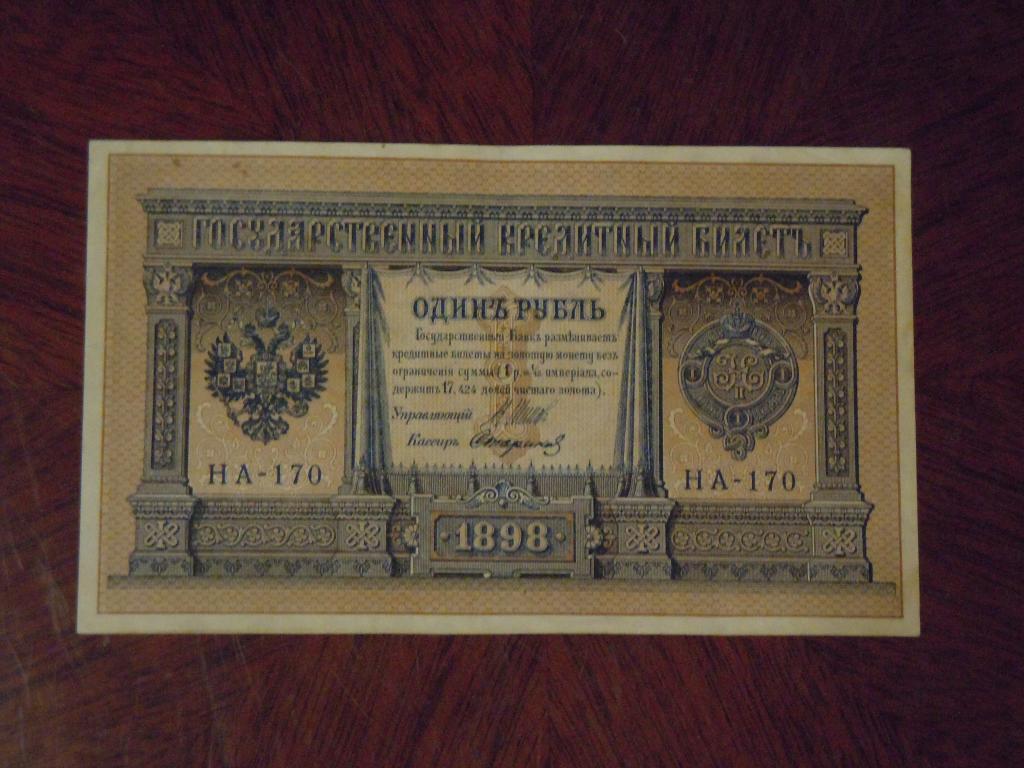 ГОСУДАРСТВЕННЫЙ КРЕДИТНЫЙ БИЛЕТЪ
ОДИНЪ РУБЛЬ
Государственный Банкъ размѣниваетъ
кредитные билеты на золотую монету безъ
ограниченія суммы (1 р. = 1/15 имперіала, со-
держитъ 17,424 долей чистаго золота).
Управляющій
Кассиръ
НА-170
НА-170
1898